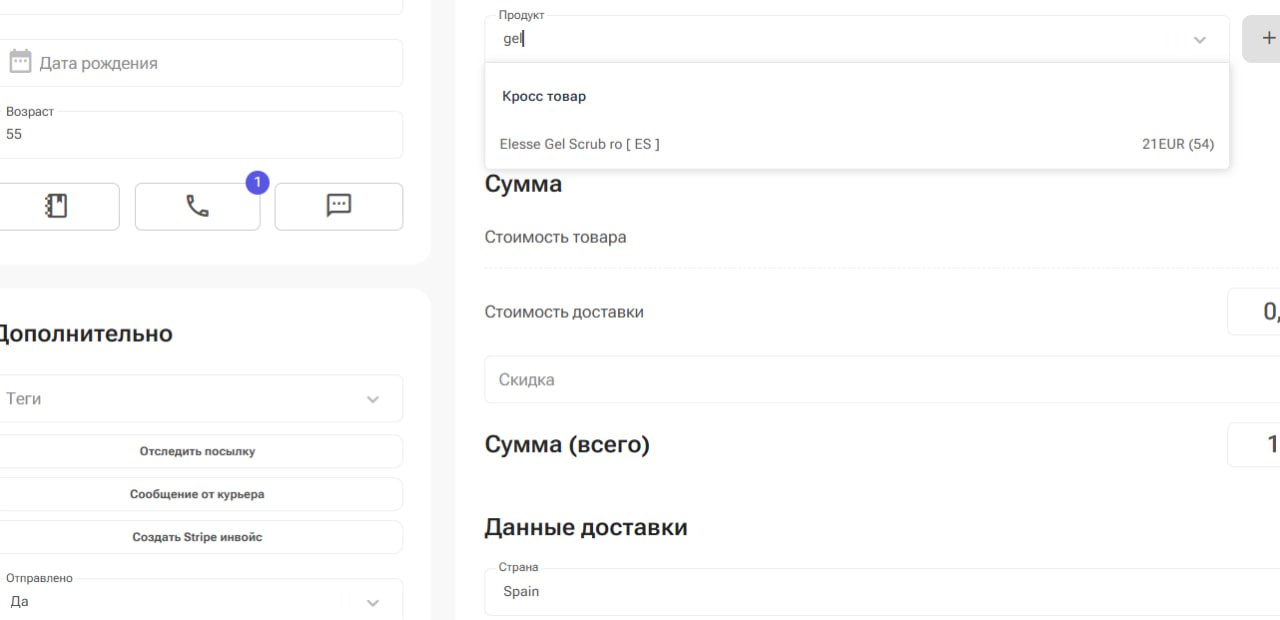 Дата рождения
Возраст
55
1
Дополнительно
Теги
Отследить посылку
Сообщение от курьера
Создать Stripe инвойс
Отправлено
Да
Продукт
gel
+
Кросс товар
Elesse Gel Scrub ro [ ES ] 21EUR (54)
Сумма
Стоимость товара
Стоимость доставки 0,
Скидка
Сумма (всего) 1
Данные доставки
Страна
Spain